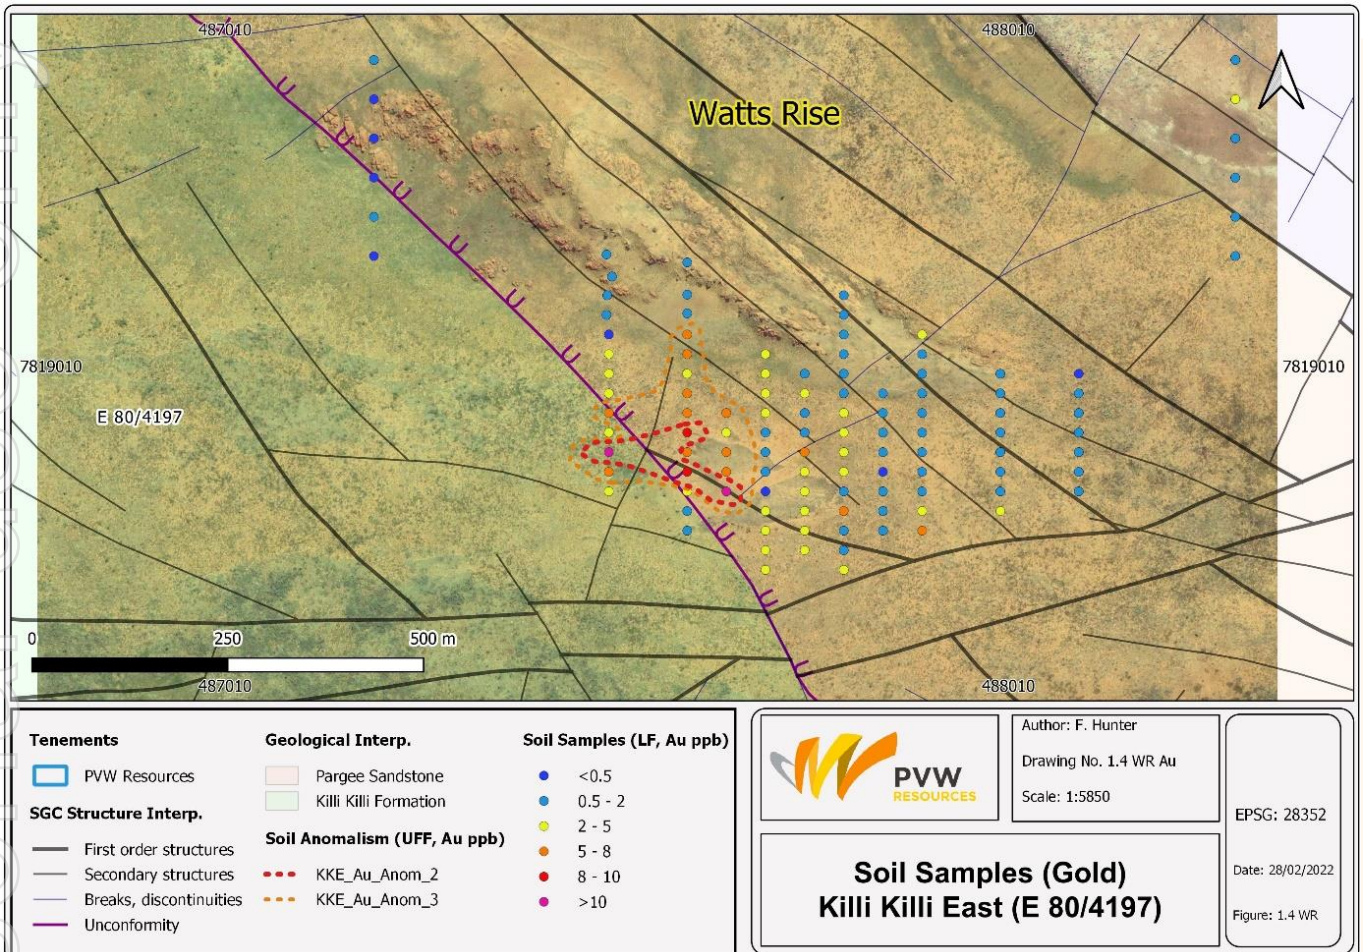 487010
488010
Watts Rise
7819010
7819010
E 80/4197
0
250
500 m
487010
488010
Tenements
PVW Resources
SGC Structure Interp.
First order structures
Secondary structures
Breaks, discontinuities
Unconformity
Geological Interp.
Pargee Sandstone
Killi Killi Formation
Soil Anomalism (UFF, Au ppb)
KKE_Au_Anom_2
KKE_Au_Anom_3
Soil Samples (LF, Au ppb)
<0.5
0.5 - 2
2 - 5
5 - 8
8 - 10
>10
PVW
RESOURCES
Author: F. Hunter
Drawing No. 1.4 WR Au
Scale: 1:5850
Soil Samples (Gold)
Killi Killi East (E 80/4197)
EPSG: 28352
Date: 28/02/2022
Figure: 1.4 WR